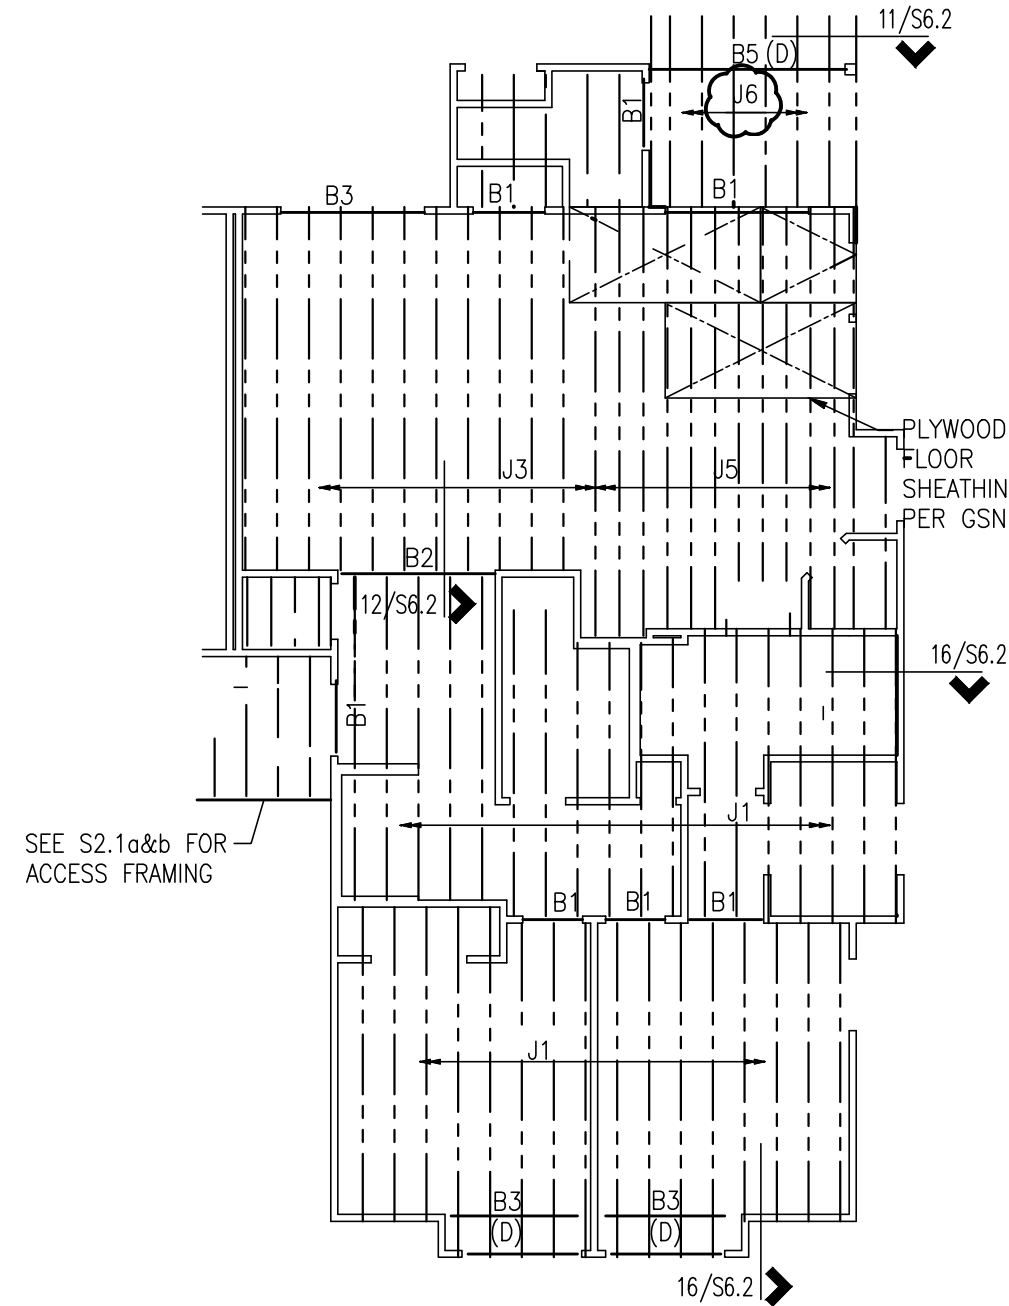 11/S6.2
B5 (D)
J6
B1
B1
B3
B1
PLYWOOD
FLOOR
SHEATHIN
PER GSN
J3
J5
B2
12/S6.2
16/S6.2
B1
J1
SEE S2.1a&b FOR
ACCESS FRAMING
B1
B1
B1
J1
B3
(D)
B3
(D)
16/S6.2